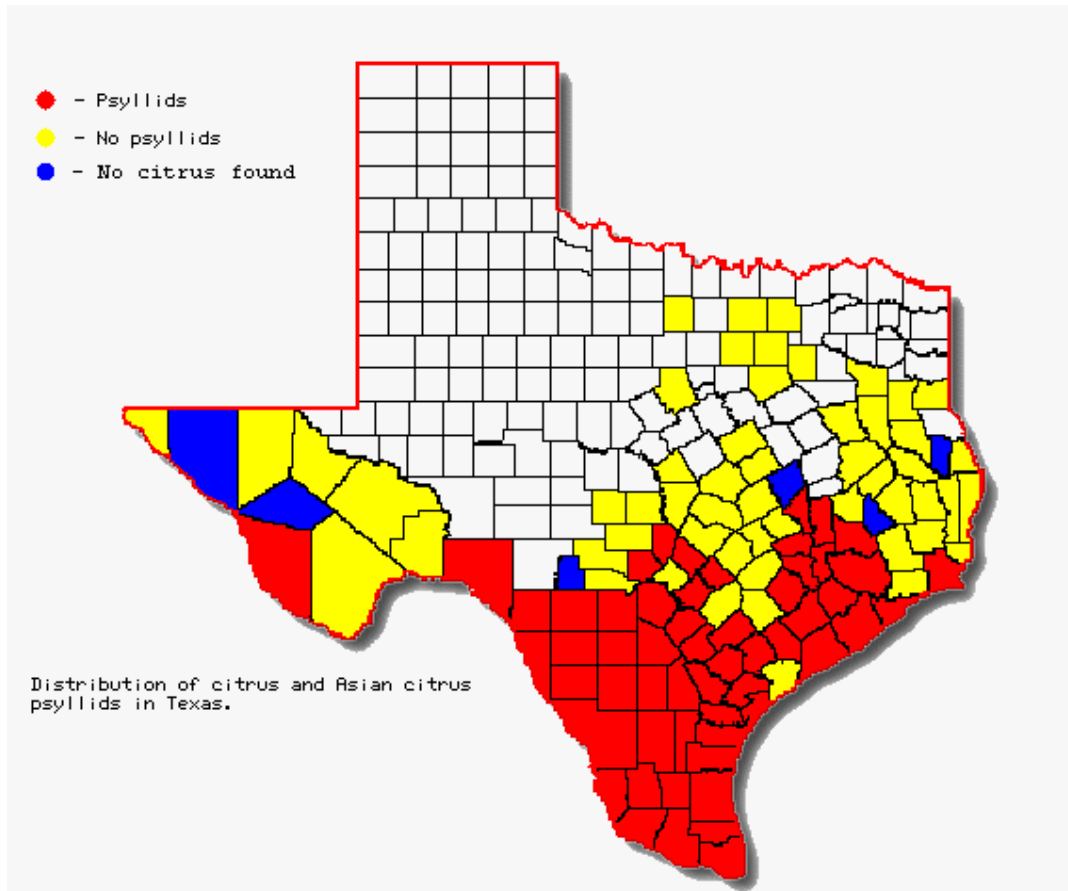 - Psyllids
- No psyllids
- No citrus found
Distribution of citrus and Asian citrus
psyllids in Texas.